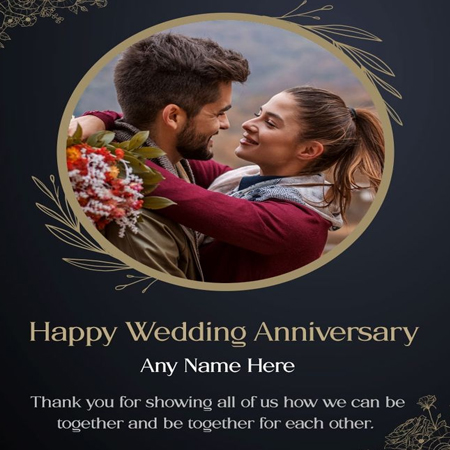 Happy Wedding Anniversary
Any Name Here
Thank you for showing all of us how we can be
together and be together for each other.